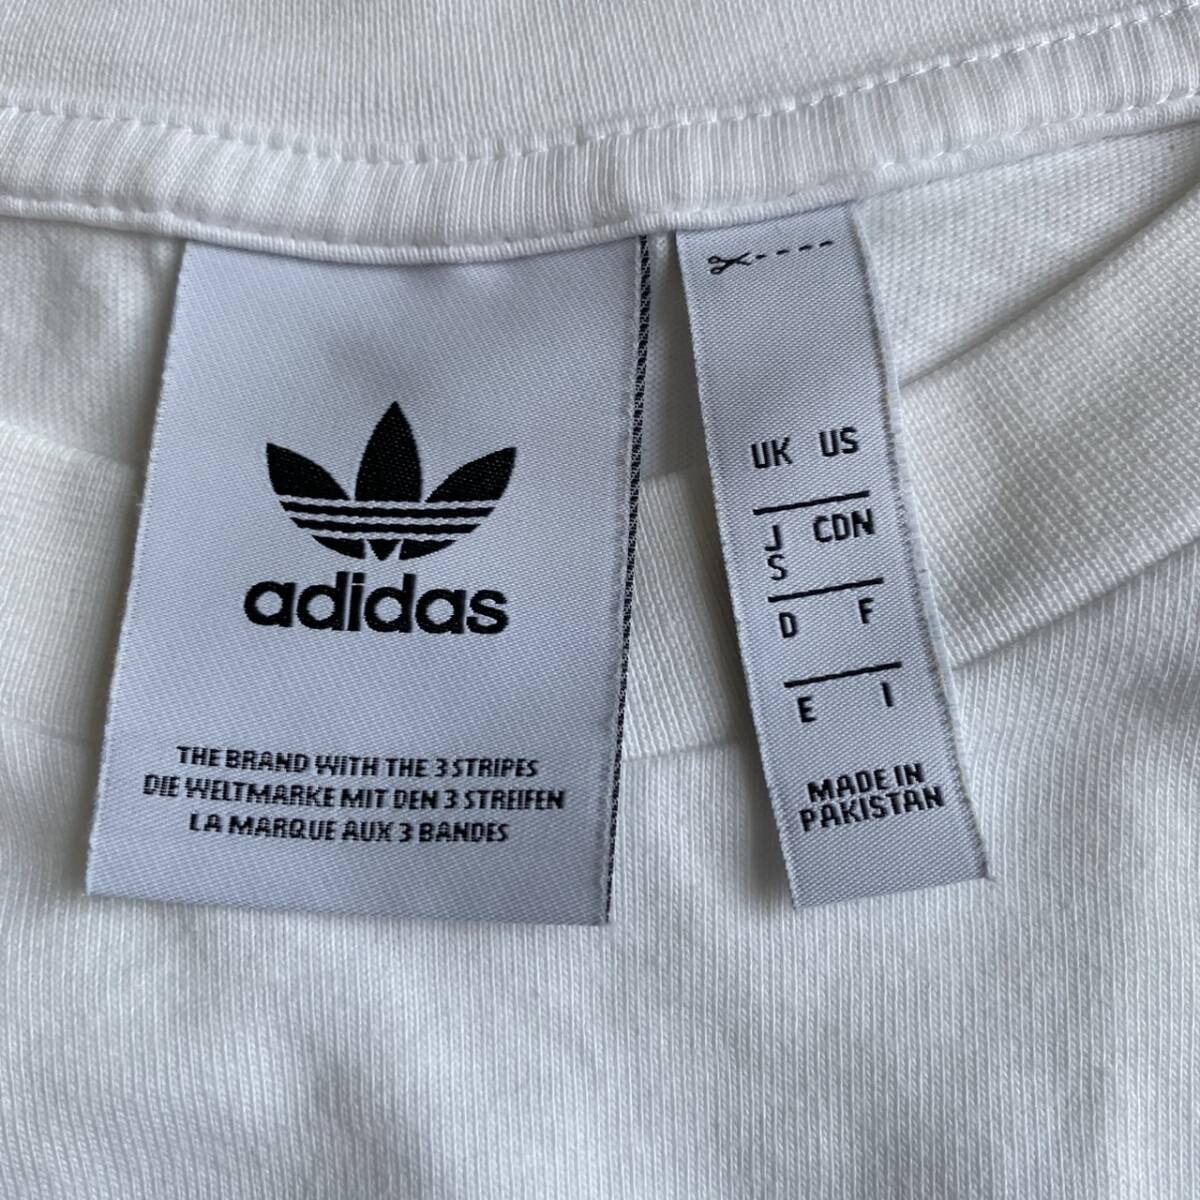 adidas
THE BRAND WITH THE 3 STRIPES
DIE WELTMARKE MIT DEN 3 STREIFEN
LA MARQUE AUX 3 BANDES
UK US
J CDN
S
D F
E I
MADE IN
PAKISTAN